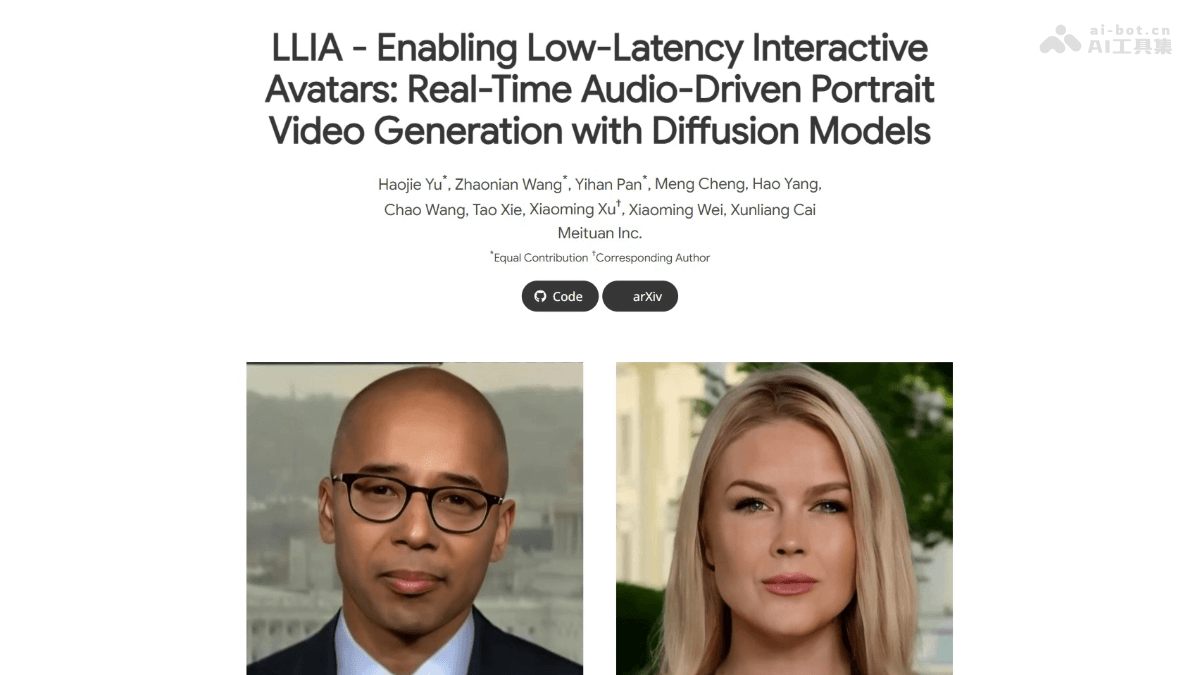 ai-bot.cn
AI工具集
LLIA - Enabling Low-Latency Interactive
Avatars: Real-Time Audio-Driven Portrait
Video Generation with Diffusion Models
Haojie Yu*, Zhaonian Wang*, Yihan Pan*, Meng Cheng, Hao Yang,
Chao Wang, Tao Xie, Xiaoming Xu†, Xiaoming Wei, Xunliang Cai
Meituan Inc.
*Equal Contribution †Corresponding Author
Code
arXiv